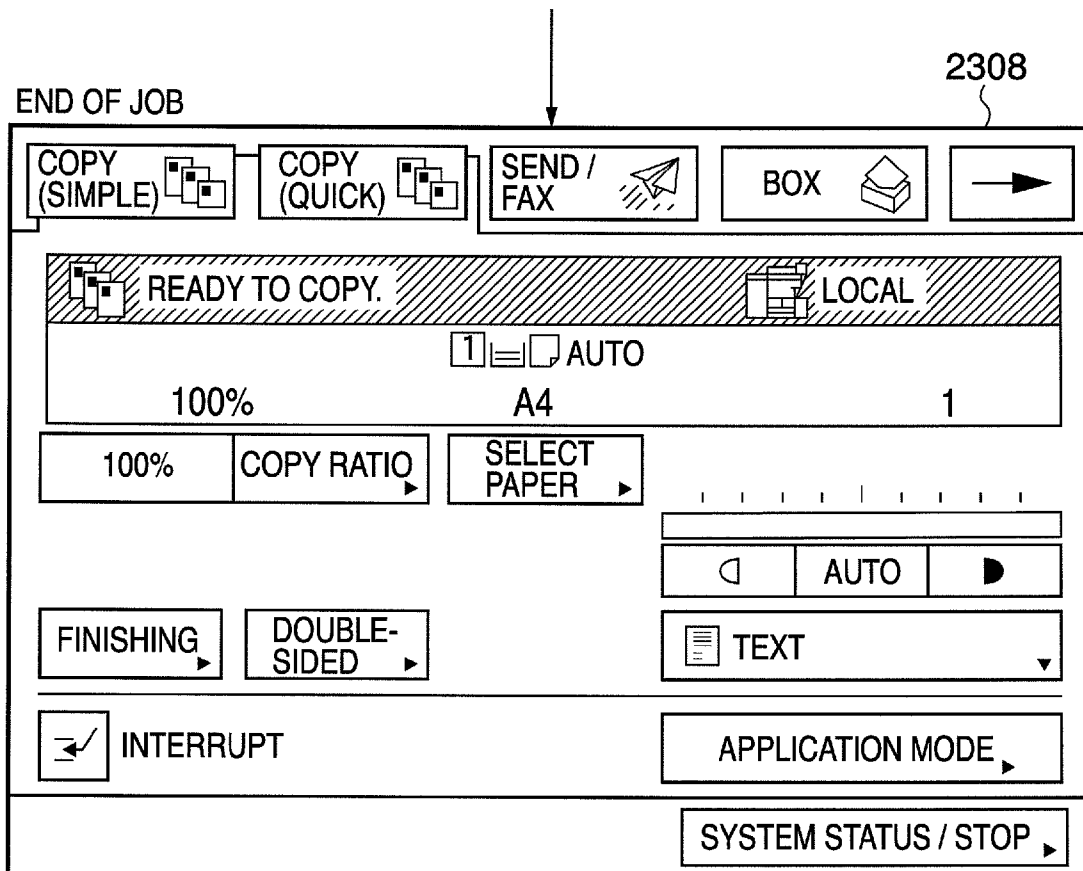 2308
END OF JOB
COPY
(SIMPLE)
COPY
(QUICK)
SEND /
FAX
BOX
READY TO COPY.
LOCAL
1 AUTO
100% A4 1
100%
COPY RATIO
SELECT
PAPER
AUTO
FINISHING
DOUBLE-
SIDED
TEXT
INTERRUPT
APPLICATION MODE
SYSTEM STATUS / STOP